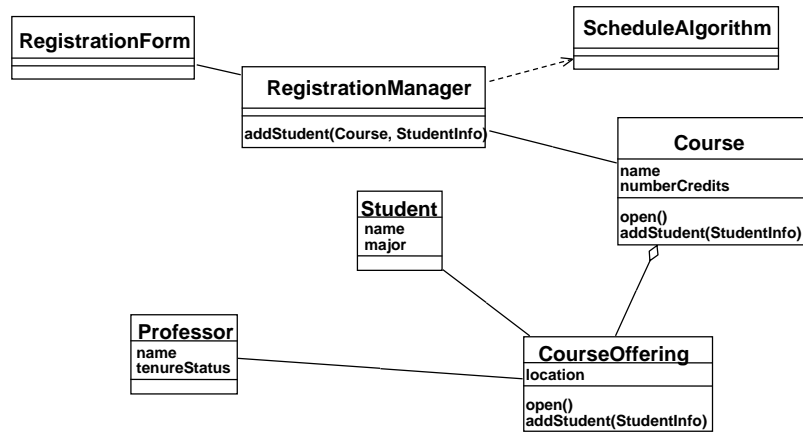 RegistrationForm
ScheduleAlgorithm
RegistrationManager
addStudent(Course, StudentInfo)
Course
name
numberCredits
open()
addStudent(StudentInfo)
Student
name
major
Professor
name
tenureStatus
CourseOffering
location
open()
addStudent(StudentInfo)